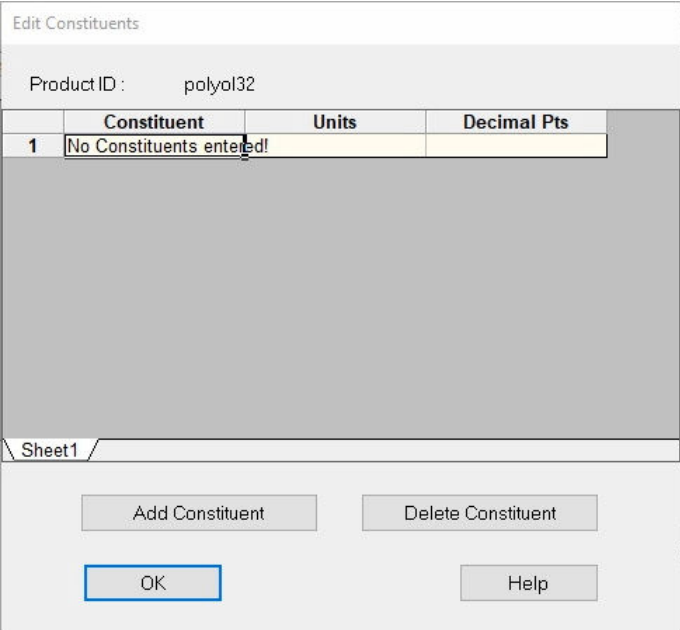 Edit Constituents
Product ID : polyol32
Constituent Units Decimal Pts
1 No Constituents entered!
Sheet1
Add Constituent Delete Constituent
OK Help